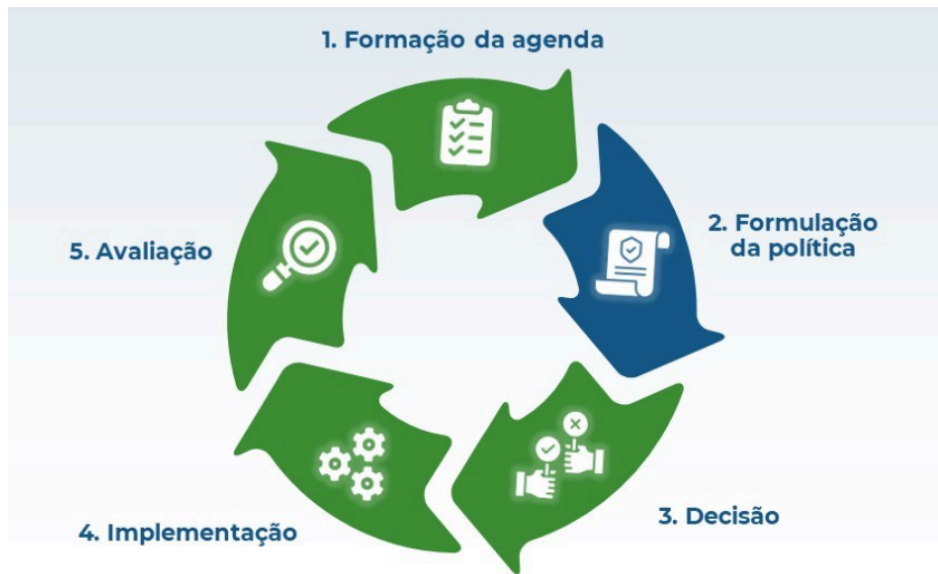 1. Formação da agenda
2. Formulação
da política
3. Decisão
4. Implementação
5. Avaliação